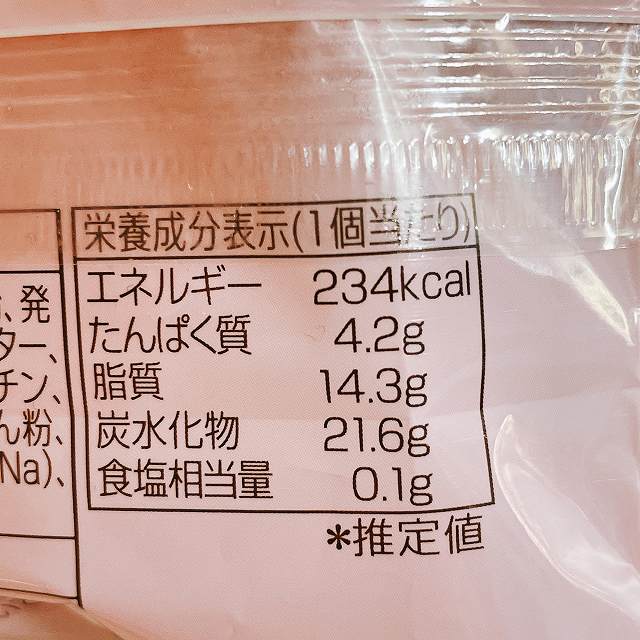 栄養成分表示(1個当たり)
エネルギー 234kcal
たんぱく質 4.2g
脂質 14.3g
炭水化物 21.6g
食塩相当量 0.1g
*推定値
、発
ター、
チン、
ん粉、
Na)、